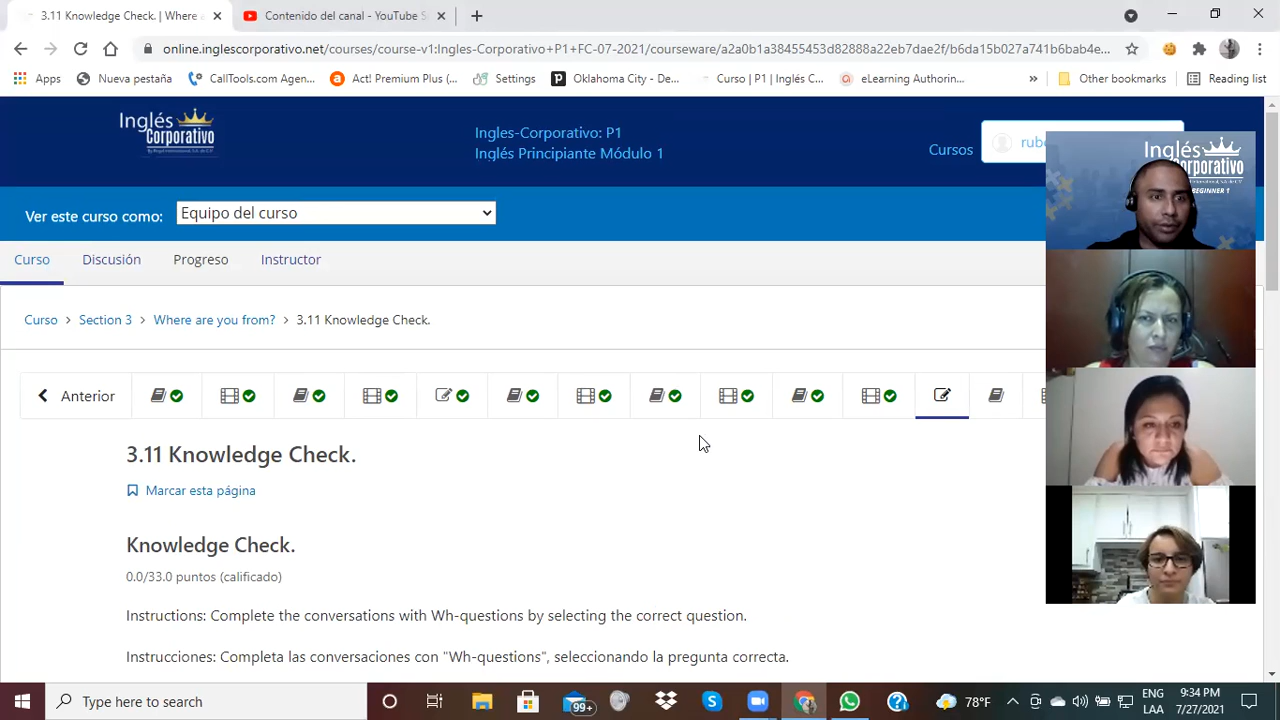 3.11 Knowledge Check. | Where
Contenido del canal - YouTube S
online.inglescorporativo.net/courses/course-v1:Ingles-Corporativo+P1+FC-07-2021/courseware/a2a0b1a38455453d82888a22eb7dae2f/b6da15b027a741b6bab4e...
Apps
Nueva pestaña
CallTools.com Agen...
Act! Premium Plus (...
Settings
Oklahoma City - De...
Curso | P1 | Inglés C...
eLearning Authorin...
»
Other bookmarks
Reading list
Inglés
Corporativo
Ingles-Corporativo: P1
Inglés Principiante Módulo 1
Cursos
rube
Inglés
Corporativo
BEGINNER 1
Ver este curso como:
Equipo del curso
Curso
Discusión
Progreso
Instructor
Curso > Section 3 > Where are you from? > 3.11 Knowledge Check.
Anterior
3.11 Knowledge Check.
Marcar esta página
Knowledge Check.
0.0/33.0 puntos (calificado)
Instructions: Complete the conversations with Wh-questions by selecting the correct question.
Instrucciones: Completa las conversaciones con "Wh-questions", seleccionando la pregunta correcta.
Type here to search
99+
78°F
ENG
LAA
9:34 PM
7/27/2021